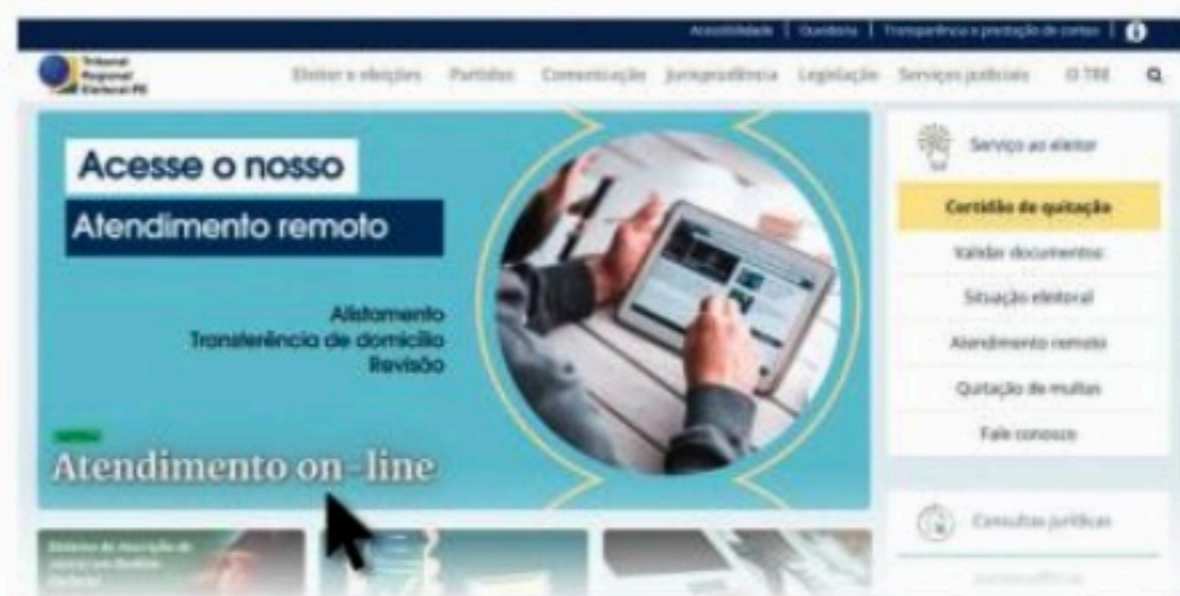 Acessibilidade | Ouvidoria | Transparência e prestação de contas |
Tribunal
Regional
Eleitoral-PE
Eleitor e eleições Partidos Comunicação Jurisprudência Legislação Serviços judiciais O TRE
Acesse o nosso
Atendimento remoto
Alistamento
Transferência de domicílio
Revisão
Atendimento on-line
Serviço ao eleitor
Certidão de quitação
Validar documentos
Situação eleitoral
Atendimento remoto
Quitação de multas
Fale conosco
Consultas jurídicas